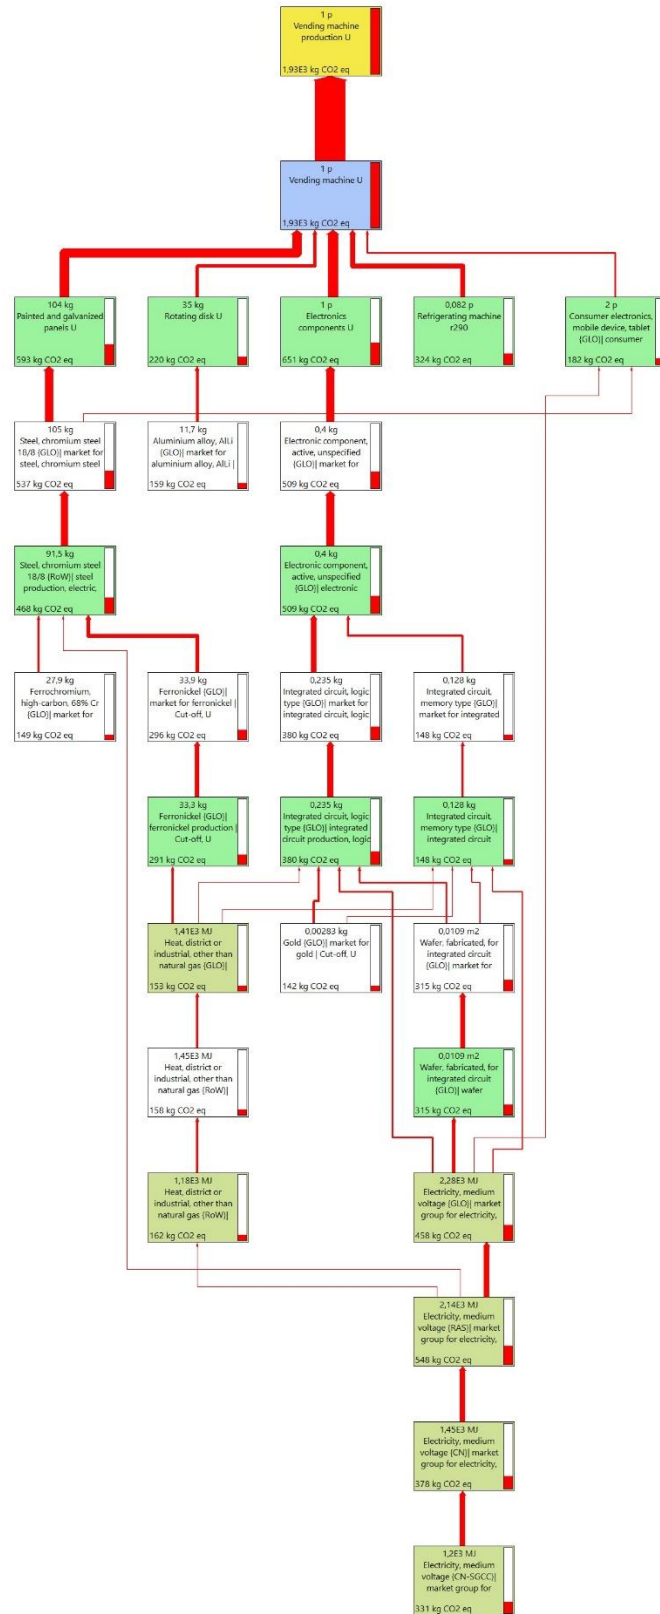 1 p
Vending machine
production U
1,93E3 kg CO2 eq
1 p
Vending machine U
1,93E3 kg CO2 eq
104 kg
Painted and galvanized
panels U
593 kg CO2 eq
35 kg
Rotating disk U
220 kg CO2 eq
1 p
Electronics
components U
651 kg CO2 eq
0,082 p
Refrigerating machine
r290
324 kg CO2 eq
2 p
Consumer electronics,
mobile device, tablet
{GLO}| consumer
182 kg CO2 eq
105 kg
Steel, chromium steel
18/8 {GLO}| market for
steel, chromium steel
537 kg CO2 eq
11,7 kg
Aluminium alloy, AlLi
{GLO}| market for
aluminium alloy, AlLi |
159 kg CO2 eq
0,4 kg
Electronic component,
active, unspecified
{GLO}| market for
509 kg CO2 eq
91,5 kg
Steel, chromium steel
18/8 {RoW}| steel
production, electric,
468 kg CO2 eq
0,4 kg
Electronic component,
active, unspecified
{GLO}| electronic
509 kg CO2 eq
27,9 kg
Ferrochromium,
high-carbon, 68% Cr
{GLO}| market for
149 kg CO2 eq
33,9 kg
Ferronickel {GLO}|
market for ferronickel |
Cut-off, U
296 kg CO2 eq
0,235 kg
Integrated circuit, logic
type {GLO}| market for
integrated circuit, logic
380 kg CO2 eq
0,128 kg
Integrated circuit,
memory type {GLO}|
market for integrated
148 kg CO2 eq
33,3 kg
Ferronickel {GLO}|
ferronickel production |
Cut-off, U
291 kg CO2 eq
0,235 kg
Integrated circuit, logic
type {GLO}| integrated
circuit production, logic
380 kg CO2 eq
0,128 kg
Integrated circuit,
memory type {GLO}|
integrated circuit
148 kg CO2 eq
1,41E3 MJ
Heat, district or
industrial, other than
natural gas {GLO}|
153 kg CO2 eq
0,00283 kg
Gold {GLO}| market for
gold | Cut-off, U
142 kg CO2 eq
0,0109 m2
Wafer, fabricated, for
integrated circuit
{GLO}| market for
315 kg CO2 eq
1,45E3 MJ
Heat, district or
industrial, other than
natural gas {RoW}|
158 kg CO2 eq
0,0109 m2
Wafer, fabricated, for
integrated circuit
{GLO}| wafer
315 kg CO2 eq
1,18E3 MJ
Heat, district or
industrial, other than
natural gas {RoW}|
162 kg CO2 eq
2,28E3 MJ
Electricity, medium
voltage {GLO}| market
group for electricity,
458 kg CO2 eq
2,14E3 MJ
Electricity, medium
voltage {RAS}| market
group for electricity,
548 kg CO2 eq
1,45E3 MJ
Electricity, medium
voltage {CN}| market
group for electricity,
378 kg CO2 eq
1,2E3 MJ
Electricity, medium
voltage {CN-SGCC}|
market group for
331 kg CO2 eq